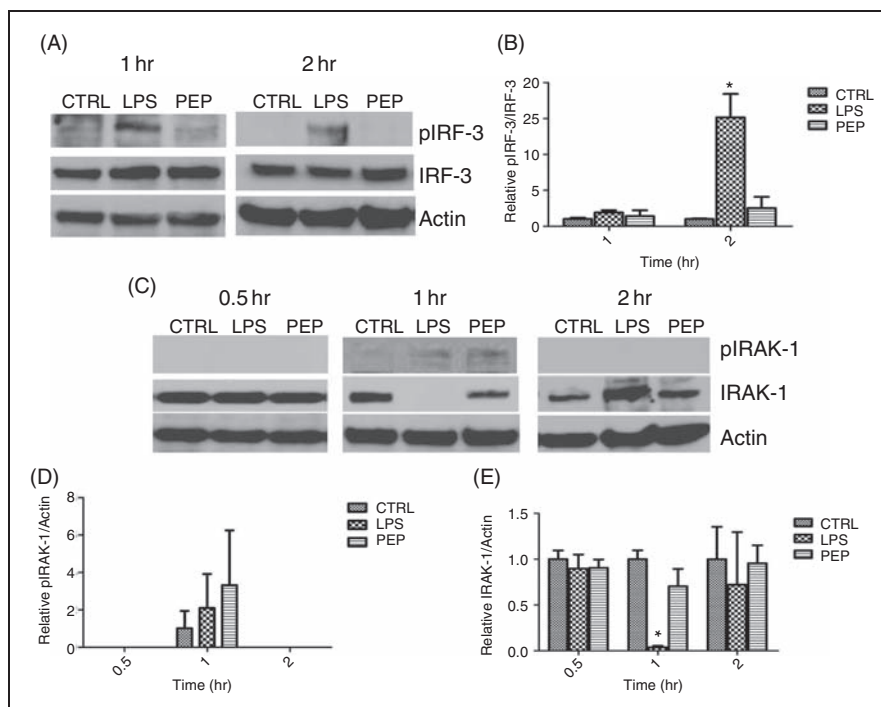 (A)
1 hr 2 hr
CTRL LPS PEP CTRL LPS PEP
pIRF-3
IRF-3
Actin
(B)
Relative pIRF-3/IRF-3
20
25
20
15
10
5
0
1 2
Time (hr)
CTRL
LPS
PEP
*
(C)
0.5 hr 1 hr 2 hr
CTRL LPS PEP CTRL LPS PEP CTRL LPS PEP
pIRAK-1
IRAK-1
Actin
(D)
Relative pIRAK-1/Actin
8
6
4
2
0
0.5 1 2
Time (hr)
CTRL
LPS
PEP
(E)
Relative IRAK-1/Actin
1.5
1.0
0.5
0.0
0.5 1 2
Time (hr)
CTRL
LPS
PEP
*